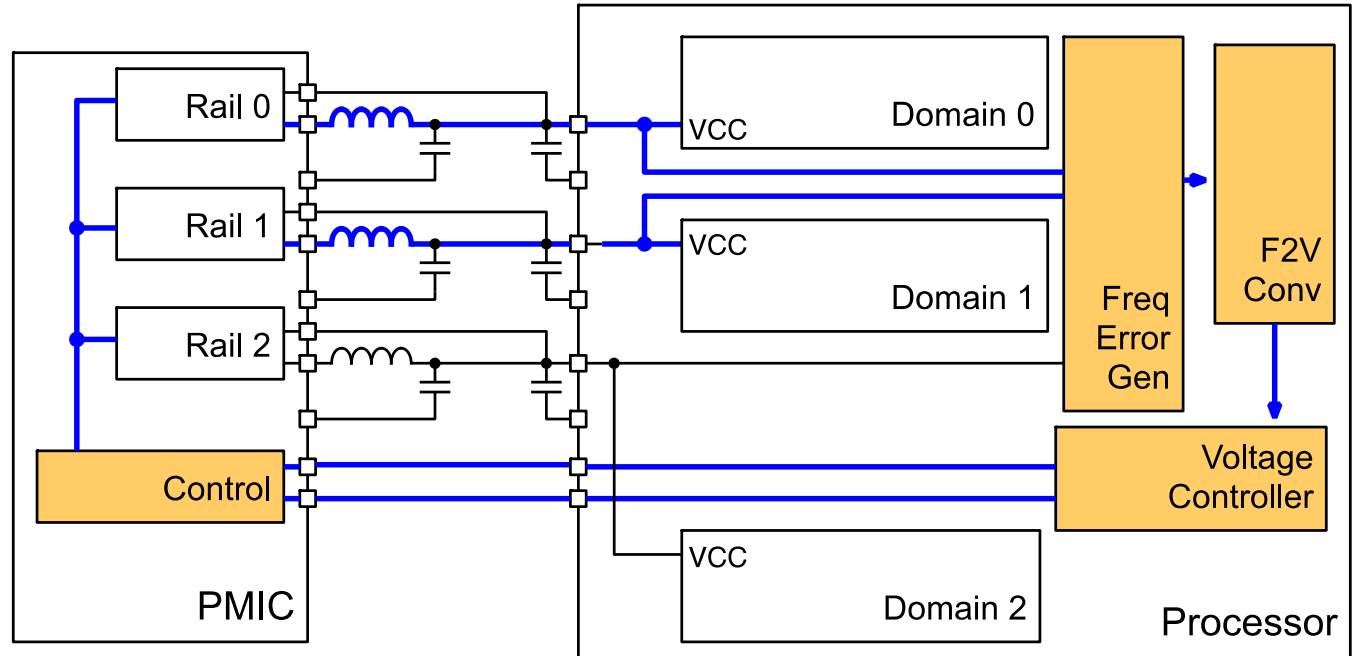 Rail 0
Rail 1
Rail 2
Control
PMIC
VCC
Domain 0
VCC
Domain 1
VCC
Domain 2
Freq
Error
Gen
F2V
Conv
Voltage
Controller
Processor